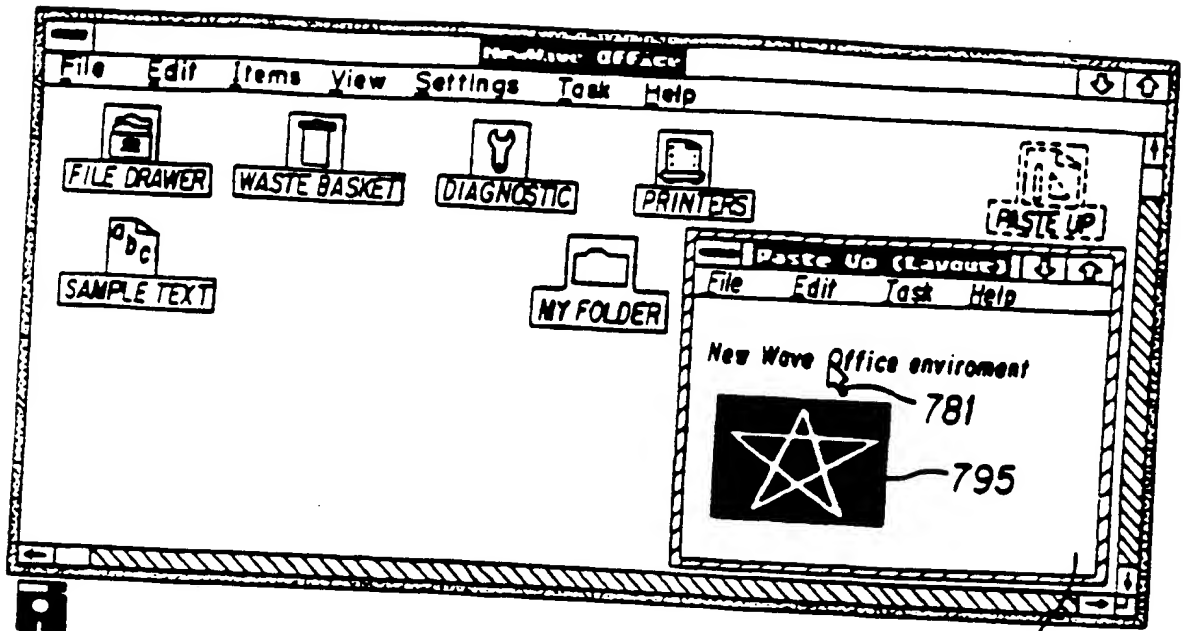 NewWave Office
File Edit Items View Settings Task Help
FILE DRAWER WASTE BASKET DIAGNOSTIC PRINTERS PASTE UP
abc
SAMPLE TEXT MY FOLDER
Paste Up (Layout)
File Edit Task Help
New Wave Office enviroment
781
795